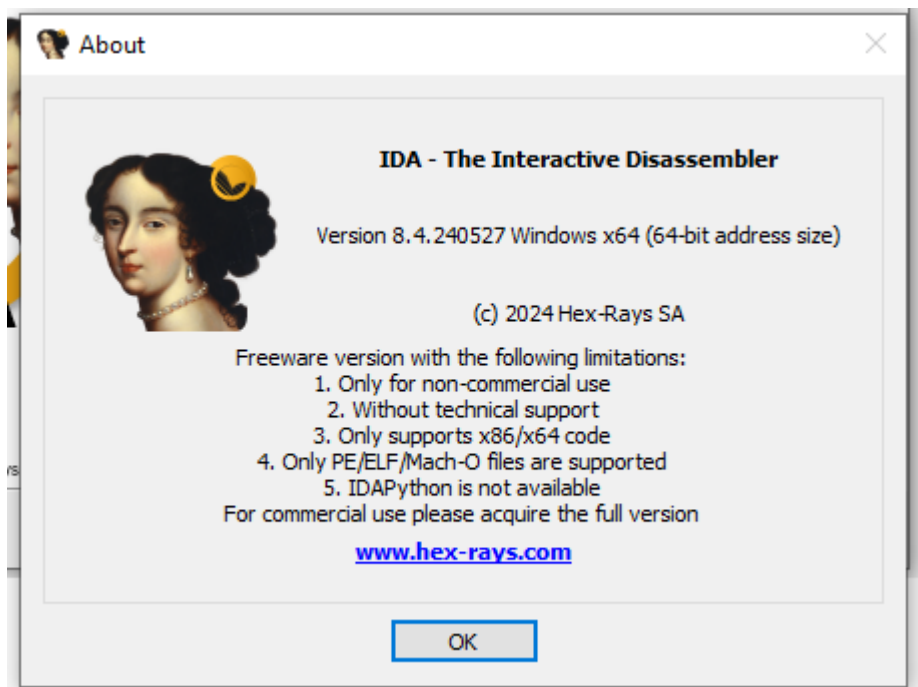 About
IDA - The Interactive Disassembler
Version 8.4.240527 Windows x64 (64-bit address size)
(c) 2024 Hex-Rays SA
Freeware version with the following limitations:
1. Only for non-commercial use
2. Without technical support
3. Only supports x86/x64 code
4. Only PE/ELF/Mach-O files are supported
5. IDAPython is not available
For commercial use please acquire the full version
www.hex-rays.com
OK